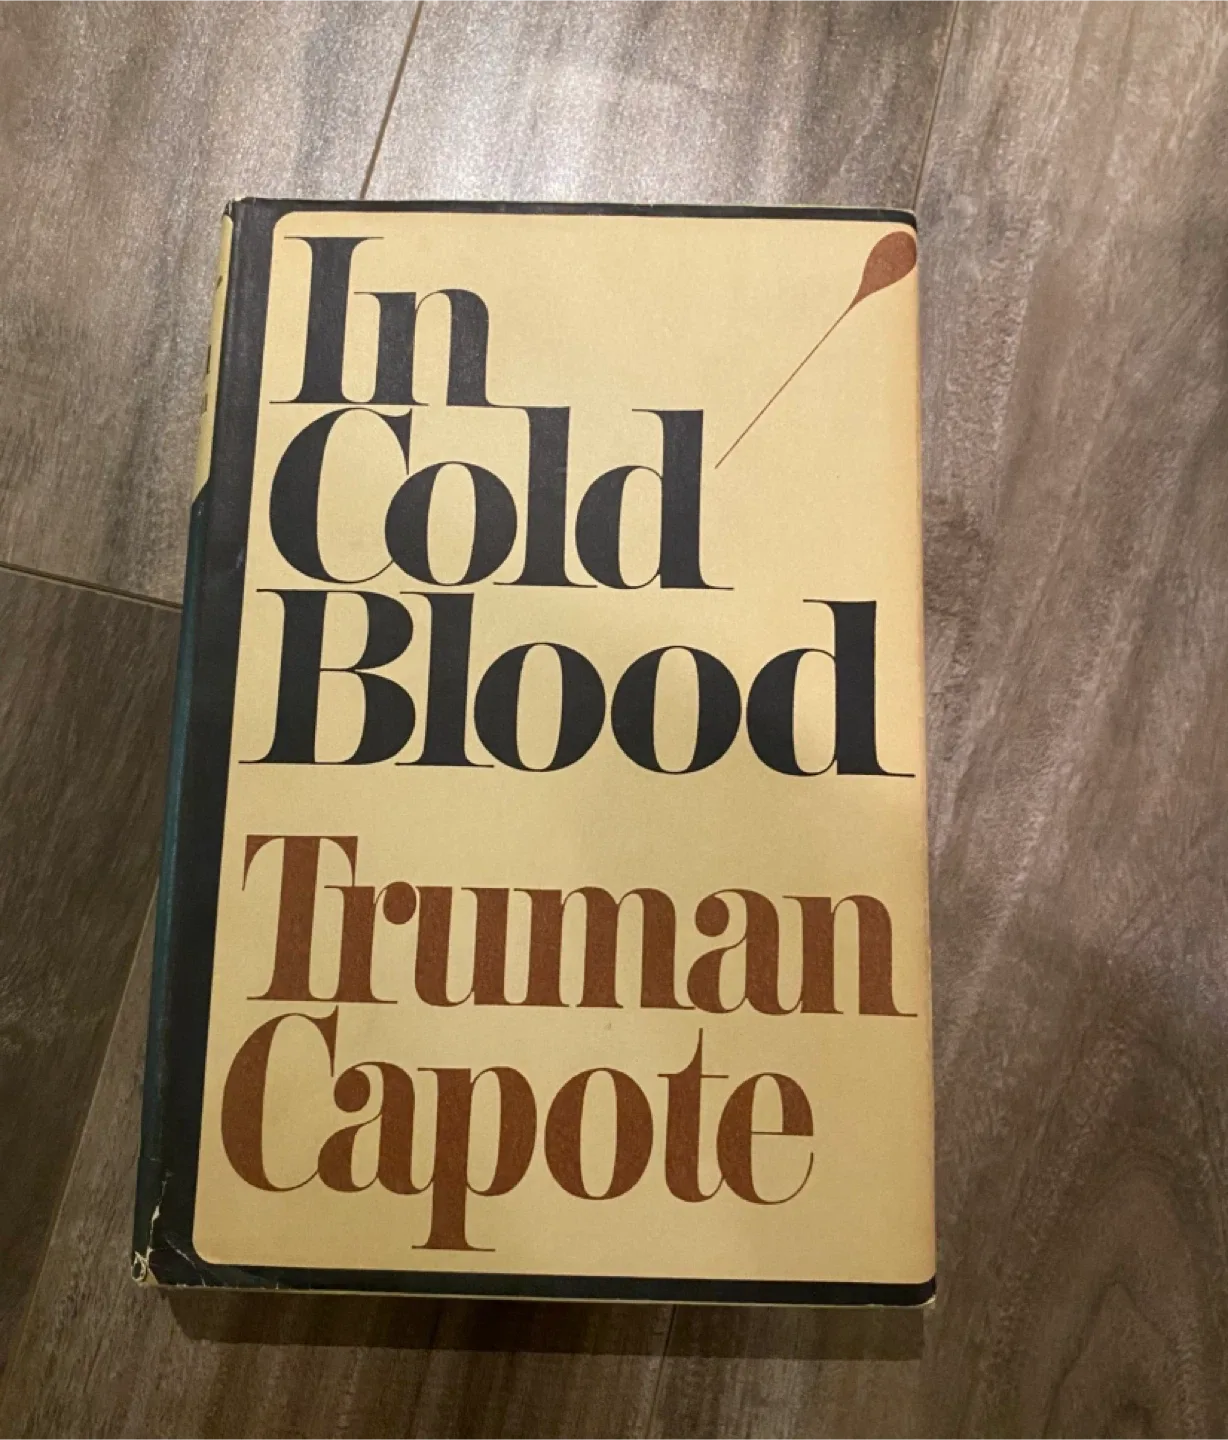 In
Cold
Blood
Truman
Capote